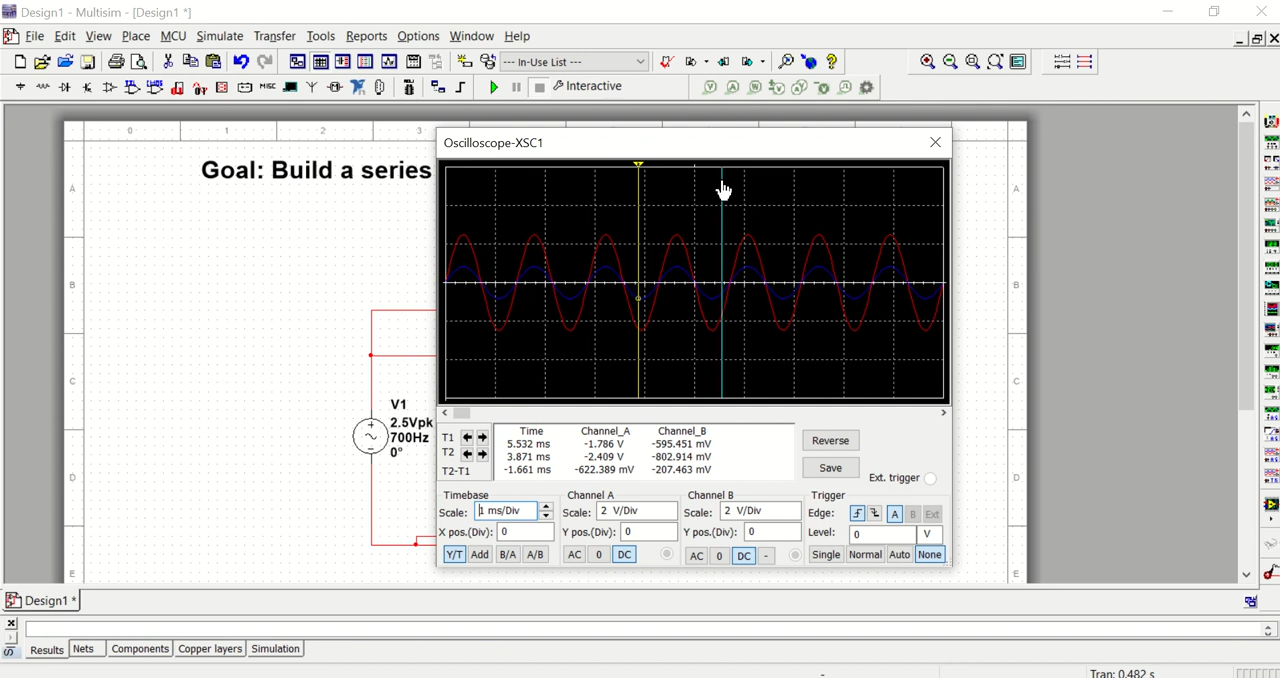 Design1 - Multisim - [Design1 *]
File Edit View Place MCU Simulate Transfer Tools Reports Options Window Help
--- In-Use List ---
MISC Interactive
0 1 2 3
Oscilloscope-XSC1
Goal: Build a series
A A
B B
C C
V1
2.5Vpk
700Hz
0°
D D
E E
Time Channel_A Channel_B
T1 5.532 ms -1.786 V -595.451 mV
T2 3.871 ms -2.409 V -802.914 mV
T2-T1 -1.661 ms -622.389 mV -207.463 mV
Reverse
Save
Ext. trigger
Timebase Channel A Channel B Trigger
Scale: 1 ms/Div Scale: 2 V/Div Scale: 2 V/Div Edge: A B Ext
X pos.(Div): 0 Y pos.(Div): 0 Y pos.(Div): 0 Level: 0 V
Y/T Add B/A A/B AC 0 DC AC 0 DC - Single Normal Auto None
Design1 *
Results Nets Components Copper layers Simulation
- Tran: 0.482 s